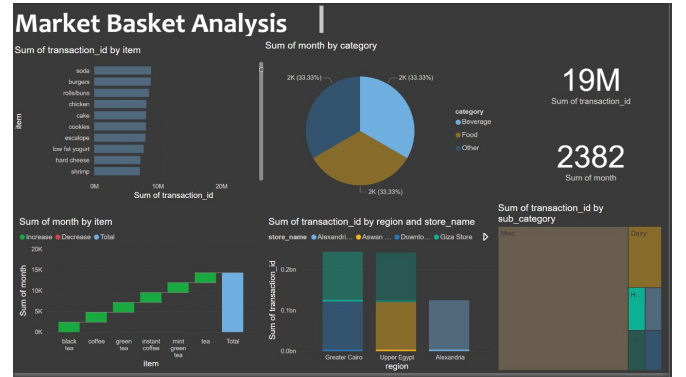 Market Basket Analysis
Sum of transaction_id by item
item
soda
burgers
rolls/buns
chicken
cake
cookies
escalope
low fat yogurt
hard cheese
shrimp
0M 10M 20M
Sum of transaction_id
Sum of month by category
2K (33.33%)
2K (33.33%)
2K (33.33%)
category
Beverage
Food
Other
19M
Sum of transaction_id
2382
Sum of month
Sum of month by item
Increase Decrease Total
Sum of month
20K
15K
10K
5K
0K
black tea
coffee
green tea
instant coffee
mint green tea
tea
Total
item
Sum of transaction_id by region and store_name
store_name Alexandri... Aswan ... Downto... Giza Store
Sum of transaction_id
0.2bn
0.1bn
0.0bn
Greater Cairo Upper Egypt Alexandria
region
Sum of transaction_id by
sub_category
Misc
Dairy
H...